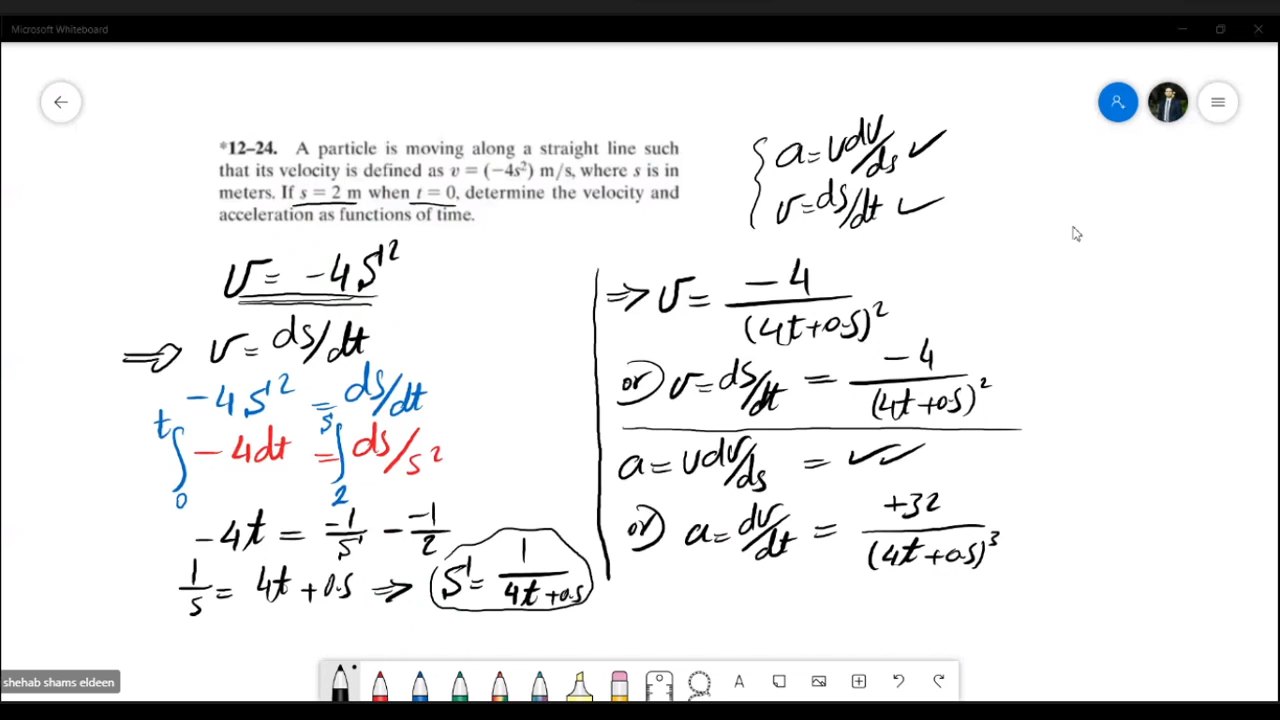 Microsoft Whiteboard
*12–24. A particle is moving along a straight line such
that its velocity is defined as v = (−4s²) m/s, where s is in
meters. If s = 2 m when t = 0, determine the velocity and
acceleration as functions of time.
a = vdv/ds ✓
v = ds/dt ✓
v = -4s²
⇒ v = ds/dt
-4s² = ds/dt
∫₀ᵗ -4dt = ∫₂ˢ ds/s²
-4t = -1/s - -1/2
1/s = 4t + 0.5 ⇒ s = 1/(4t+0.5)
⇒ v = -4/(4t+0.5)²
or) v = ds/dt = -4/(4t+0.5)²
a = vdv/ds = ✓✓
or) a = dv/dt = +32/(4t+0.5)³
shehab shams eldeen
A